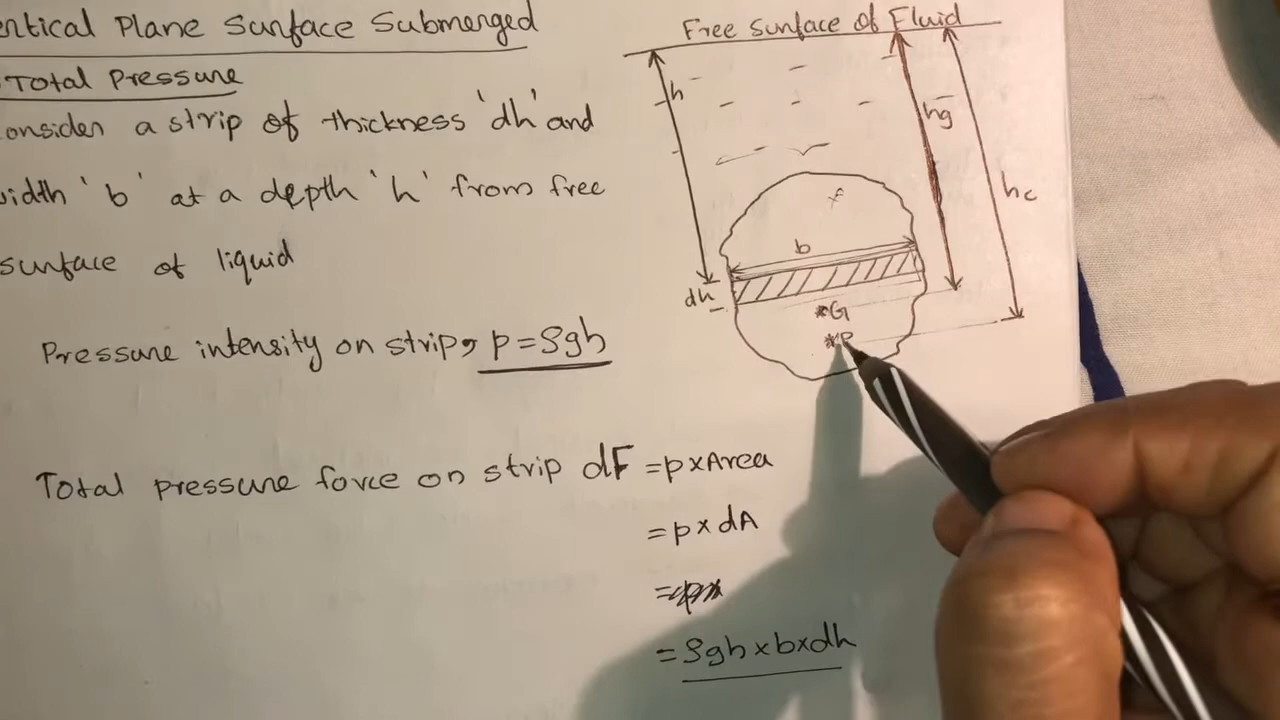 ertical Plane Surface Submerged
Total Pressure
onsider a strip of thickness 'dh' and
width 'b' at a depth 'h' from free
surface of liquid
Pressure intensity on strip, p = ρgh
Total pressure force on strip dF = p×Area
= p×dA
= ρgh×b×dh
Free Surface of Fluid
h
hg
hc
b
dh
*G
*P